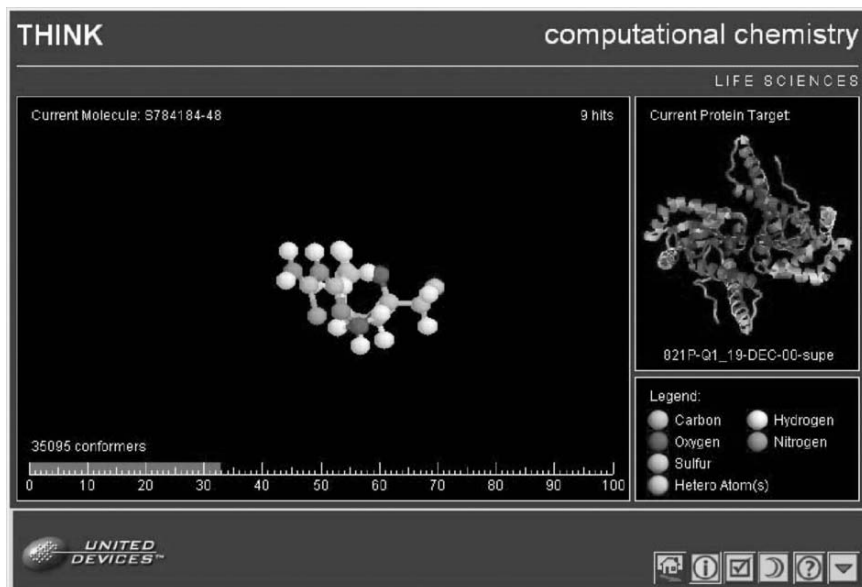 THINK
computational chemistry
LIFE SCIENCES
Current Molecule: S784184-48
9 hits
35095 conformers
0 10 20 30 40 50 60 70 80 90 100
Current Protein Target:
821P-Q1_19-DEC-00-supe
Legend:
Carbon
Hydrogen
Oxygen
Nitrogen
Sulfur
Hetero Atom(s)
UNITED
DEVICES™